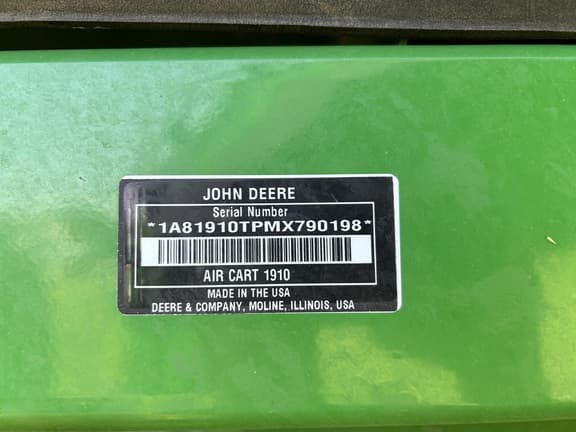 JOHN DEERE
Serial Number
*1A81910TPMX790198*
AIR CART 1910
MADE IN THE USA
DEERE & COMPANY, MOLINE, ILLINOIS, USA